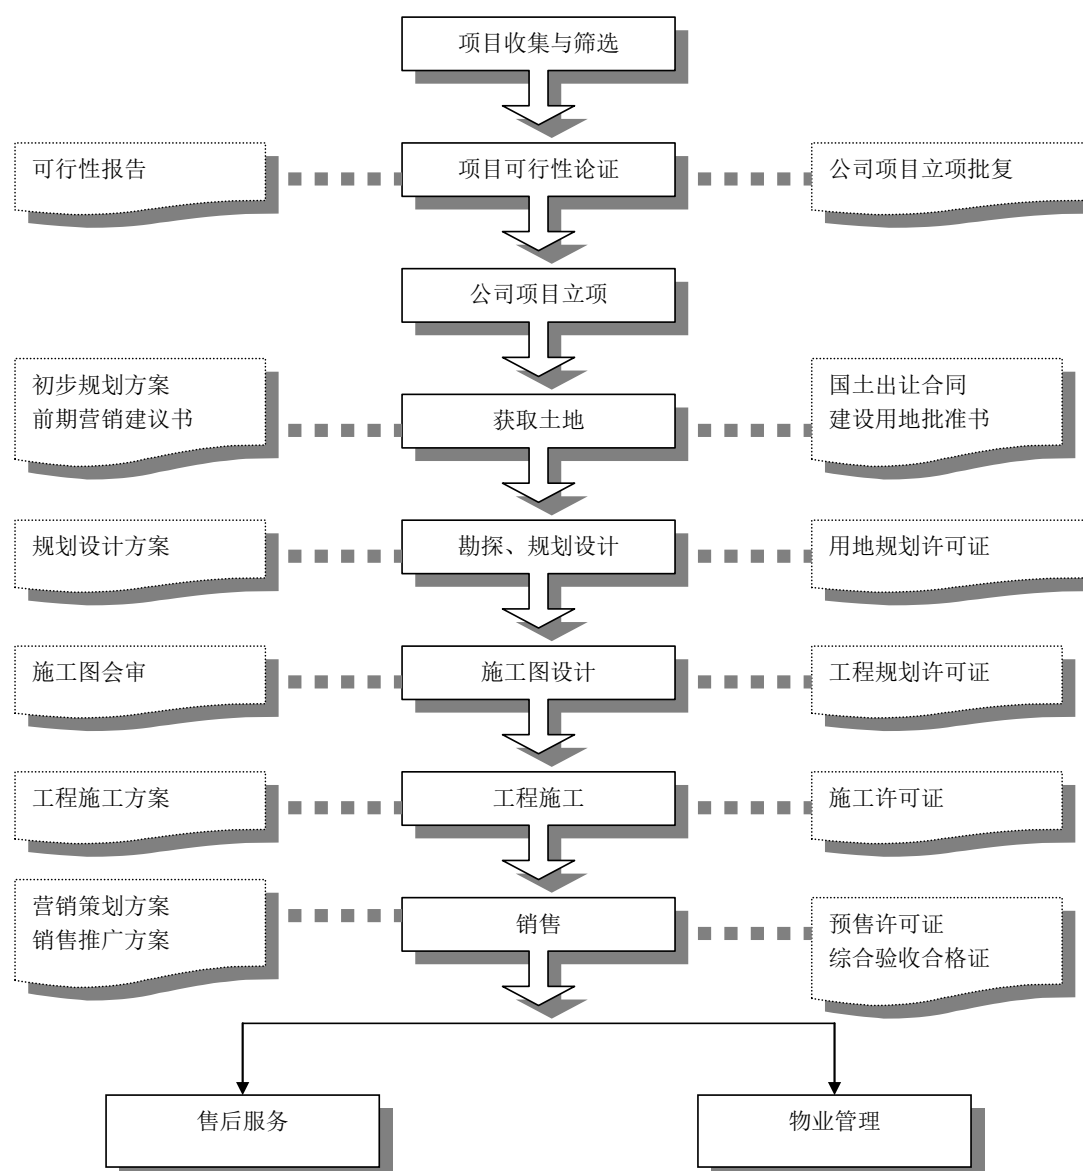 项目收集与筛选
可行性报告
项目可行性论证
公司项目立项批复
公司项目立项
初步规划方案
前期营销建议书
获取土地
国土出让合同
建设用地批准书
规划设计方案
勘探、规划设计
用地规划许可证
施工图会审
施工图设计
工程规划许可证
工程施工方案
工程施工
施工许可证
营销策划方案
销售推广方案
销售
预售许可证
综合验收合格证
售后服务
物业管理